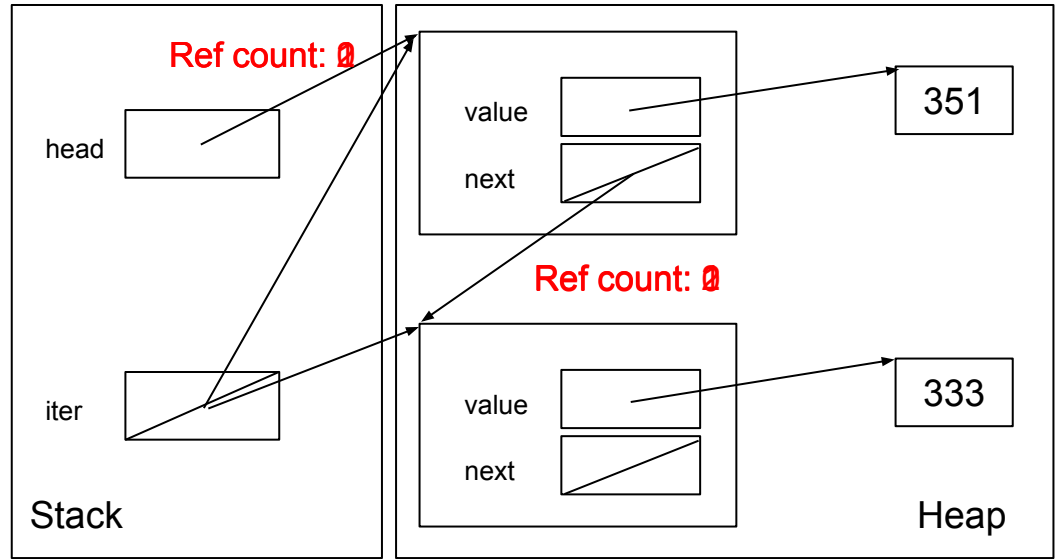 Ref count:
head
value
351
next
Ref count:
iter
value
333
next
Stack
Heap